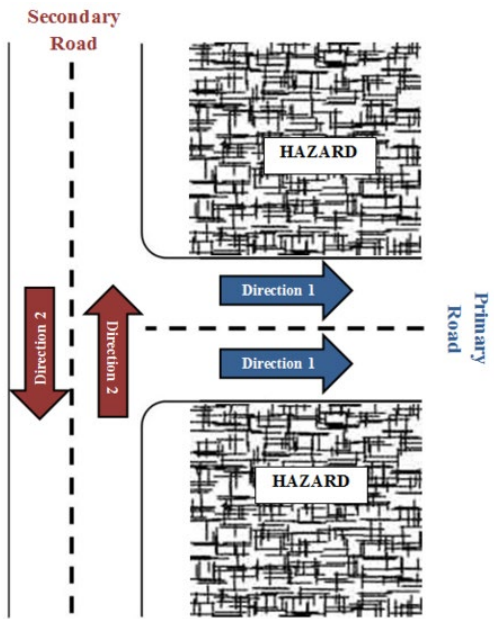 Secondary
Road
HAZARD
Direction 1
Primary
Road
Direction 2
Direction 2
Direction 1
HAZARD